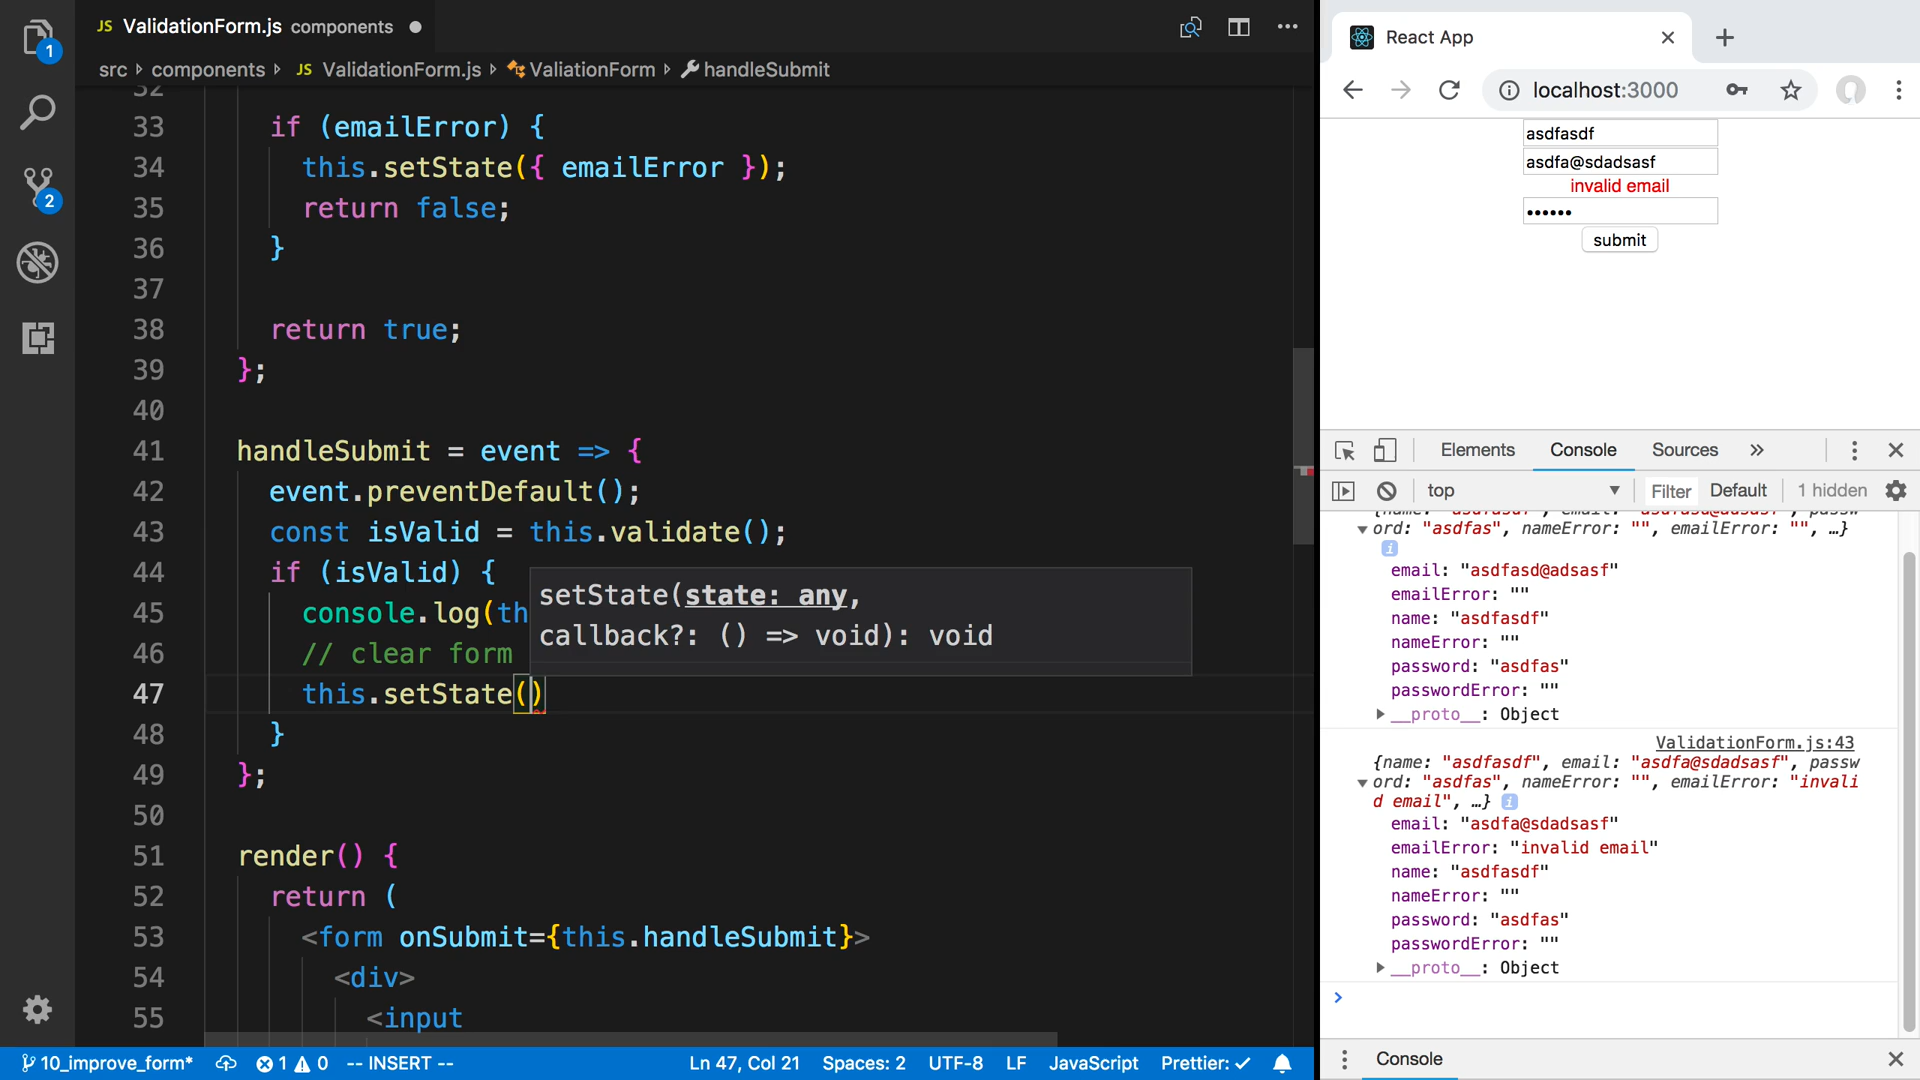 JS ValidationForm.js components ●
src components JS ValidationForm.js ValiationForm handleSubmit
32
33 if (emailError) {
34 this.setState({ emailError });
35 return false;
36 }
37
38 return true;
39 };
40
41 handleSubmit = event => {
42 event.preventDefault();
43 const isValid = this.validate();
44 if (isValid) {
45 console.log(th
46 // clear form
47 this.setState()
48 }
49 };
50
51 render() {
52 return (
53 <form onSubmit={this.handleSubmit}>
54 <div>
55 <input
setState(state: any,
callback?: () => void): void
1
2
10_improve_form* 1 0 -- INSERT -- Ln 47, Col 21 Spaces: 2 UTF-8 LF JavaScript Prettier: ✓
React App
localhost:3000
asdfasdf
asdfa@sdadsasf
invalid email
••••••
submit
Elements Console Sources »
top Filter Default 1 hidden
ord: "asdfas", nameError: "", emailError: "", …}
i
email: "asdfasd@adsasf"
emailError: ""
name: "asdfasdf"
nameError: ""
password: "asdfas"
passwordError: ""
__proto__: Object
ValidationForm.js:43
{name: "asdfasdf", email: "asdfa@sdadsasf", passw
ord: "asdfas", nameError: "", emailError: "invali
d email", …} i
email: "asdfa@sdadsasf"
emailError: "invalid email"
name: "asdfasdf"
nameError: ""
password: "asdfas"
passwordError: ""
__proto__: Object
>
Console